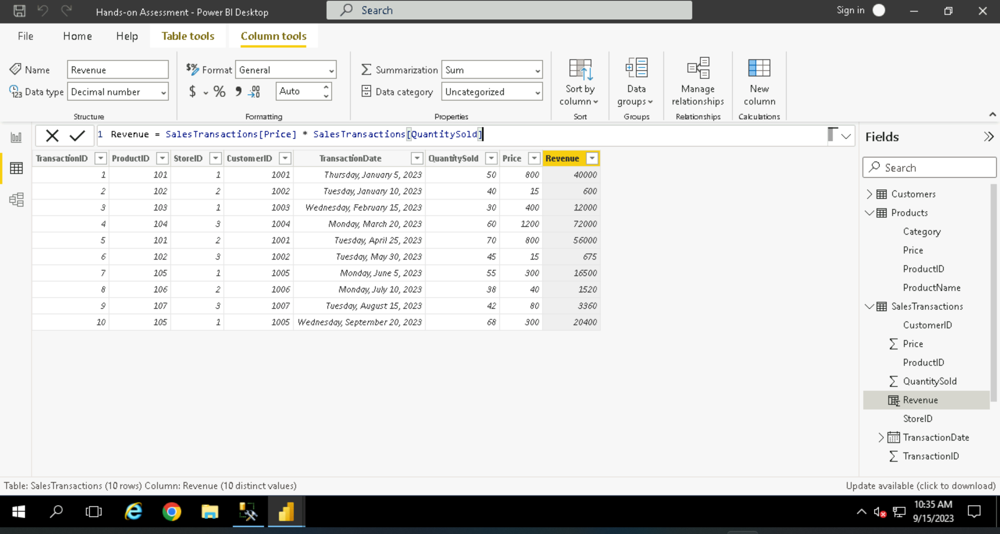 Hands-on Assessment - Power BI Desktop
Search
Sign in
File Home Help Table tools Column tools
Name Revenue
Data type Decimal number
Structure
Format General
$ % Auto
Formatting
Summarization Sum
Data category Uncategorized
Properties
Sort by
column
Sort
Data
groups
Groups
Manage
relationships
Relationships
New
column
Calculations
1 Revenue = SalesTransactions[Price] * SalesTransactions[QuantitySold]
TransactionID ProductID StoreID CustomerID TransactionDate QuantitySold Price Revenue
1 101 1 1001 Thursday, January 5, 2023 50 800 40000
2 102 2 1002 Tuesday, January 10, 2023 40 15 600
3 103 1 1003 Wednesday, February 15, 2023 30 400 12000
4 104 3 1004 Monday, March 20, 2023 60 1200 72000
5 101 2 1001 Tuesday, April 25, 2023 70 800 56000
6 102 3 1002 Tuesday, May 30, 2023 45 15 675
7 105 1 1005 Monday, June 5, 2023 55 300 16500
8 106 2 1006 Monday, July 10, 2023 38 40 1520
9 107 3 1007 Tuesday, August 15, 2023 42 80 3360
10 105 1 1005 Wednesday, September 20, 2023 68 300 20400
Fields
Search
Customers
Products
Category
Price
ProductID
ProductName
SalesTransactions
CustomerID
Price
ProductID
QuantitySold
Revenue
StoreID
TransactionDate
TransactionID
Table: SalesTransactions (10 rows) Column: Revenue (10 distinct values)
Update available (click to download)
10:35 AM
9/15/2023